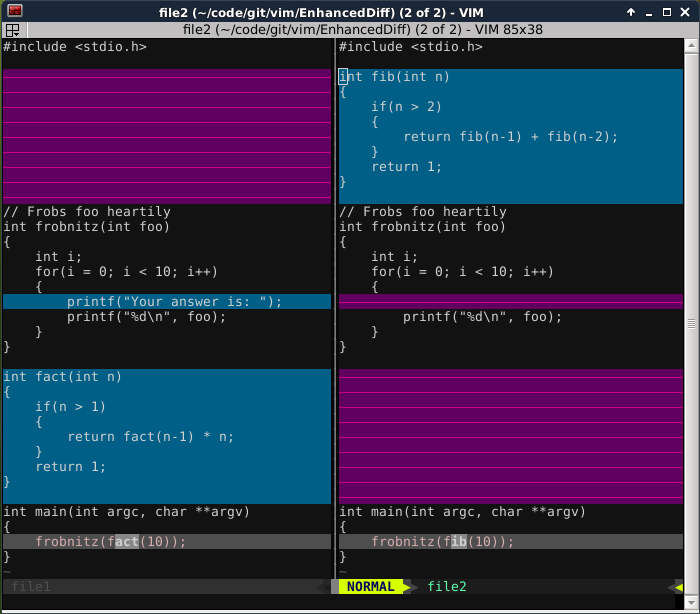 file2 (~/code/git/vim/EnhancedDiff) (2 of 2) - VIM
file2 (~/code/git/vim/EnhancedDiff) (2 of 2) - VIM 85x38
#include <stdio.h>
// Frobs foo heartily
int frobnitz(int foo)
{
    int i;
    for(i = 0; i < 10; i++)
    {
        printf("Your answer is: ");
        printf("%d\n", foo);
    }
}
int fact(int n)
{
    if(n > 1)
    {
        return fact(n-1) * n;
    }
    return 1;
}
int main(int argc, char **argv)
{
    frobnitz(fact(10));
}
~
file1
#include <stdio.h>
int fib(int n)
{
    if(n > 2)
    {
        return fib(n-1) + fib(n-2);
    }
    return 1;
}
// Frobs foo heartily
int frobnitz(int foo)
{
    int i;
    for(i = 0; i < 10; i++)
    {
        printf("%d\n", foo);
    }
}
int main(int argc, char **argv)
{
    frobnitz(fib(10));
}
~
NORMAL file2